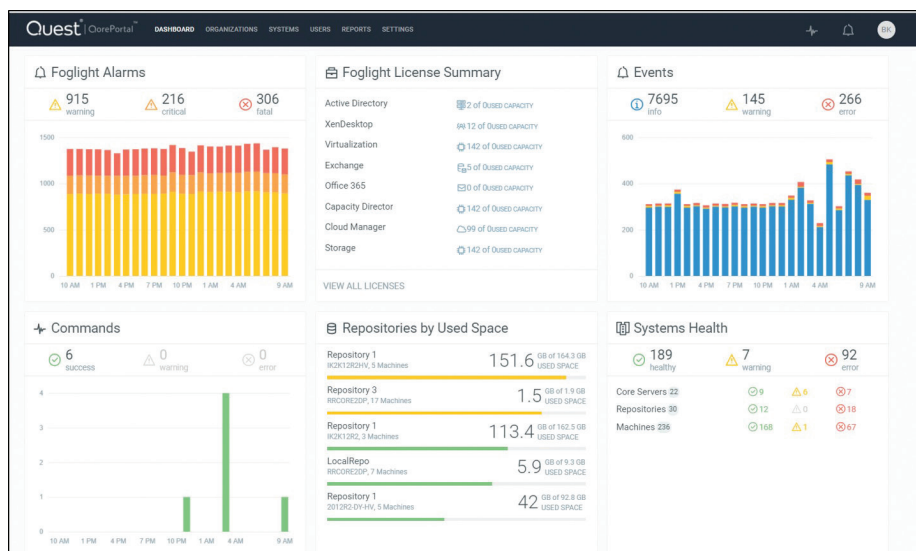 Quest | QorePortal™ DASHBOARD ORGANIZATIONS SYSTEMS USERS REPORTS SETTINGS BK
Foglight Alarms
915 warning 216 critical 306 fatal
1500
1000
500
0
10 AM 1 PM 4 PM 7 PM 10 PM 1 AM 4 AM 9 AM
Foglight License Summary
Active Directory 2 of 0USED CAPACITY
XenDesktop 12 of 0USED CAPACITY
Virtualization 142 of 0USED CAPACITY
Exchange 5 of 0USED CAPACITY
Office 365 0 of 0USED CAPACITY
Capacity Director 142 of 0USED CAPACITY
Cloud Manager 99 of 0USED CAPACITY
Storage 142 of 0USED CAPACITY
VIEW ALL LICENSES
Events
7695 info 145 warning 266 error
600
400
200
0
10 AM 1 PM 4 PM 7 PM 10 PM 1 AM 4 AM 9 AM
Commands
6 success 0 warning 0 error
4
3
2
1
0
10 AM 1 PM 4 PM 7 PM 10 PM 1 AM 4 AM 9 AM
Repositories by Used Space
Repository 1 151.6 GB of 164.3 GB
IK2K12R2HV, 5 Machines USED SPACE
Repository 3 1.5 GB of 1.9 GB
RRCORE2DP, 17 Machines USED SPACE
Repository 1 113.4 GB of 162.5 GB
IK2K12R2, 3 Machines USED SPACE
LocalRepo 5.9 GB of 9.3 GB
RRCORE2DP, 7 Machines USED SPACE
Repository 1 42 GB of 92.8 GB
2012R2-DY-HV, 5 Machines USED SPACE
Systems Health
189 healthy 7 warning 92 error
Core Servers 22 9 6 7
Repositories 30 12 0 18
Machines 236 168 1 67